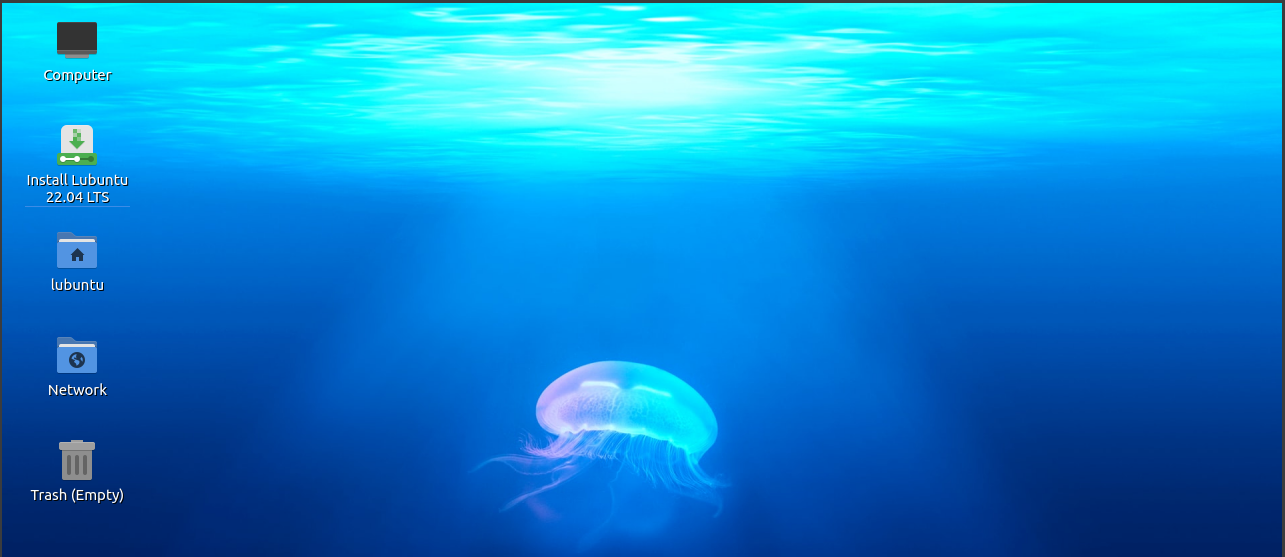 Computer
Install Lubuntu
22.04 LTS
lubuntu
Network
Trash (Empty)